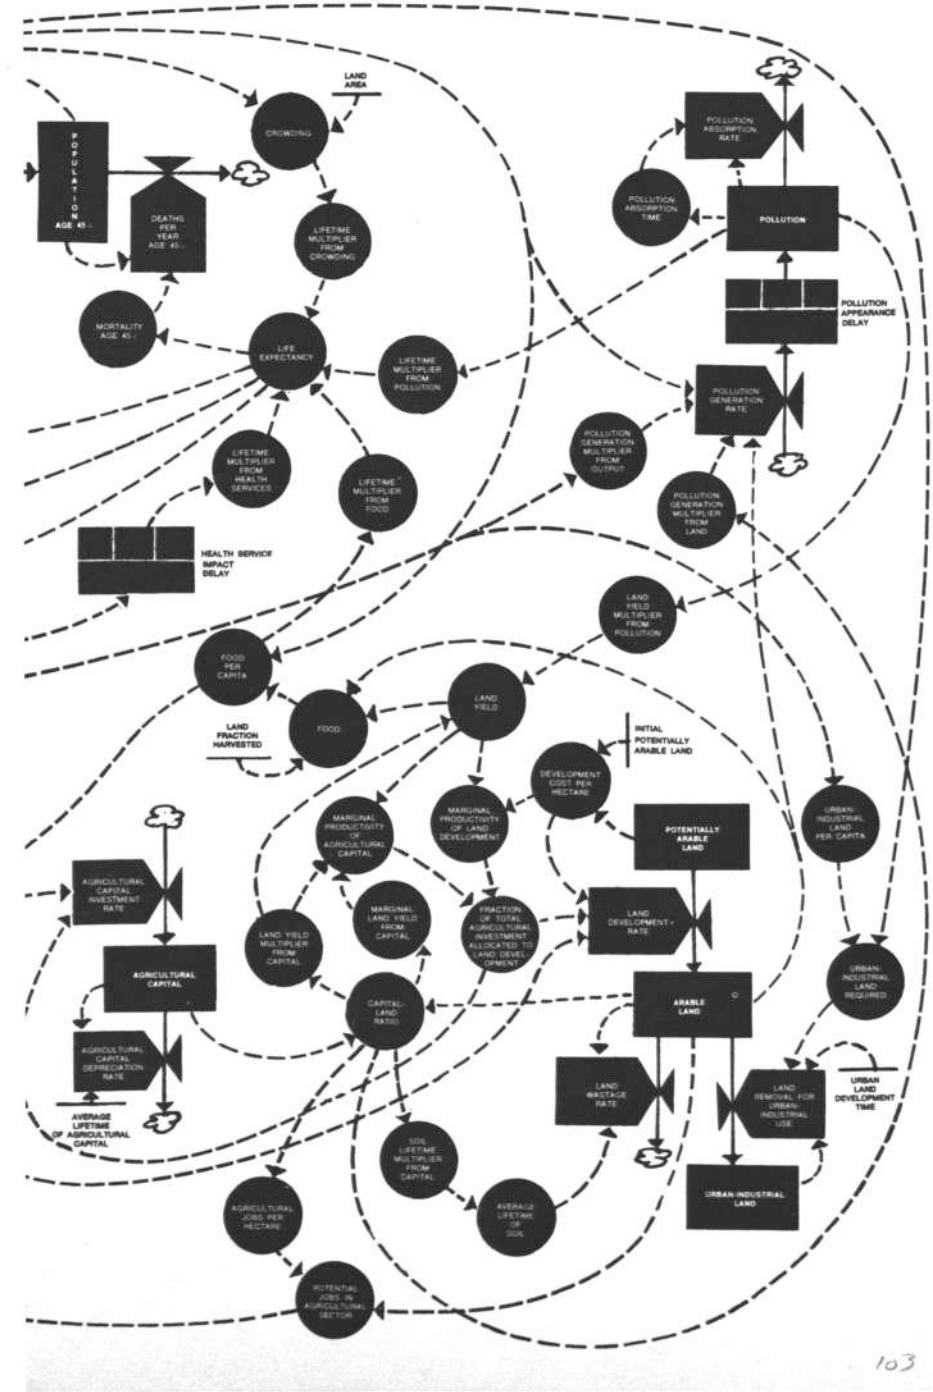 LAND
AREA
CROWDING
POLLUTION
ABSORPTION
RATE
POPULATION
AGE 45+
DEATHS
PER
YEAR
AGE 45+
LIFETIME
MULTIPLIER
FROM
CROWDING
POLLUTION
ABSORPTION
TIME
POLLUTION
MORTALITY
AGE 45+
LIFE
EXPECTANCY
LIFETIME
MULTIPLIER
FROM
POLLUTION
POLLUTION
APPEARANCE
DELAY
POLLUTION
GENERATION
RATE
LIFETIME
MULTIPLIER
FROM
HEALTH
SERVICES
LIFETIME
MULTIPLIER
FROM
FOOD
POLLUTION
GENERATION
MULTIPLIER
FROM
OUTPUT
POLLUTION
GENERATION
MULTIPLIER
FROM
LAND
HEALTH SERVICE
IMPACT
DELAY
LAND
YIELD
MULTIPLIER
FROM
POLLUTION
FOOD
PER
CAPITA
FOOD
LAND
YIELD
LAND
FRACTION
HARVESTED
INITIAL
POTENTIALLY
ARABLE LAND
DEVELOPMENT
COST PER
HECTARE
MARGINAL
PRODUCTIVITY
OF
AGRICULTURAL
CAPITAL
MARGINAL
PRODUCTIVITY
OF LAND
DEVELOPMENT
POTENTIALLY
ARABLE
LAND
URBAN-
INDUSTRIAL
LAND
PER CAPITA
AGRICULTURAL
CAPITAL
INVESTMENT
RATE
LAND YIELD
MULTIPLIER
FROM
CAPITAL
MARGINAL
LAND YIELD
FROM
CAPITAL
FRACTION
OF TOTAL
AGRICULTURAL
INVESTMENT
ALLOCATED TO
LAND DEVEL-
OPMENT
LAND
DEVELOPMENT
RATE
AGRICULTURAL
CAPITAL
CAPITAL-
LAND
RATIO
ARABLE
LAND
URBAN-
INDUSTRIAL
LAND
REQUIRED
AGRICULTURAL
CAPITAL
DEPRECIATION
RATE
AVERAGE
LIFETIME
OF AGRICULTURAL
CAPITAL
LAND
WASTAGE
RATE
LAND
REMOVAL FOR
URBAN-
INDUSTRIAL
USE
URBAN
LAND
DEVELOPMENT
TIME
SOIL
LIFETIME
MULTIPLIER
FROM
CAPITAL
AGRICULTURAL
JOBS PER
HECTARE
AVERAGE
LIFETIME
OF
SOIL
URBAN-INDUSTRIAL
LAND
POTENTIAL
JOBS IN
AGRICULTURAL
SECTOR
103